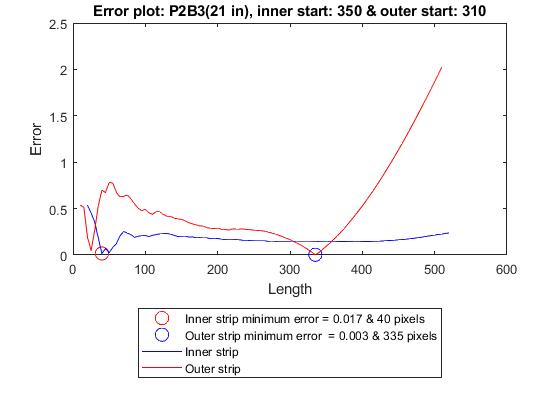 Error plot: P2B3(21 in), inner start: 350 & outer start: 310
2.5
2
1.5
1
0.5
0
Error
0 100 200 300 400 500 600
Length
Inner strip minimum error = 0.017 & 40 pixels
Outer strip minimum error = 0.003 & 335 pixels
Inner strip
Outer strip